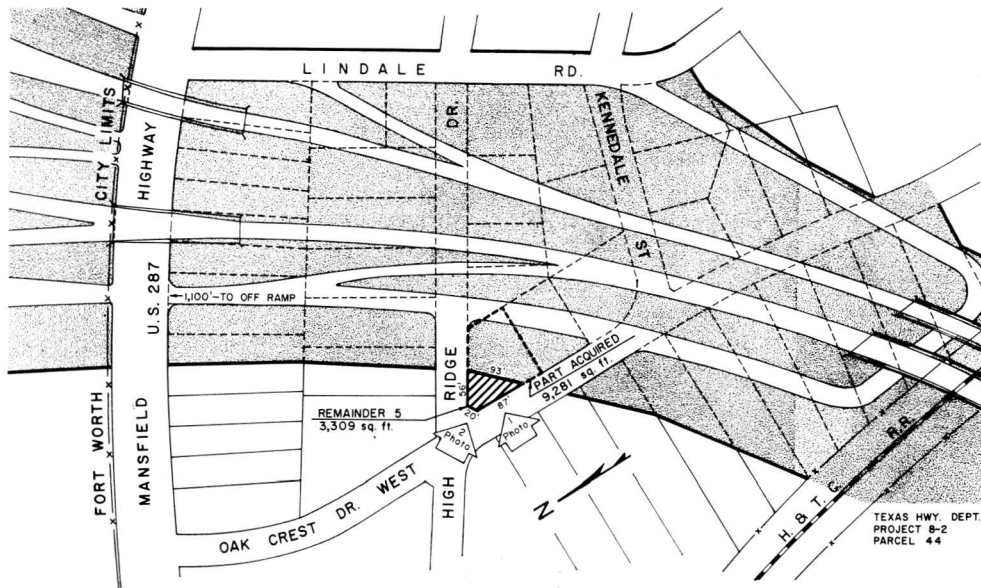 LINDALE RD.
CITY LIMITS
HIGHWAY
DR.
KENNEDALE
ST
U.S. 287
1,100'-TO OFF RAMP
RIDGE
93'
56'
PART ACQUIRED
9,281 sq. ft.
REMAINDER 5
3,309 sq. ft.
20'
87'
2
Photo
Photo
FORT WORTH
MANSFIELD
HIGH
N
OAK CREST DR. WEST
H. & T. C. R.R.
TEXAS HWY. DEPT.
PROJECT 8-2
PARCEL 44